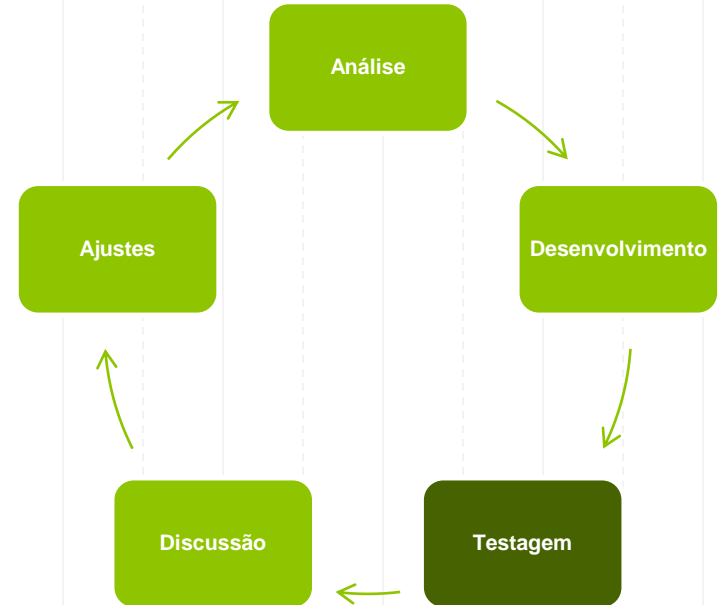 Análise
Ajustes
Desenvolvimento
Discussão
Testagem